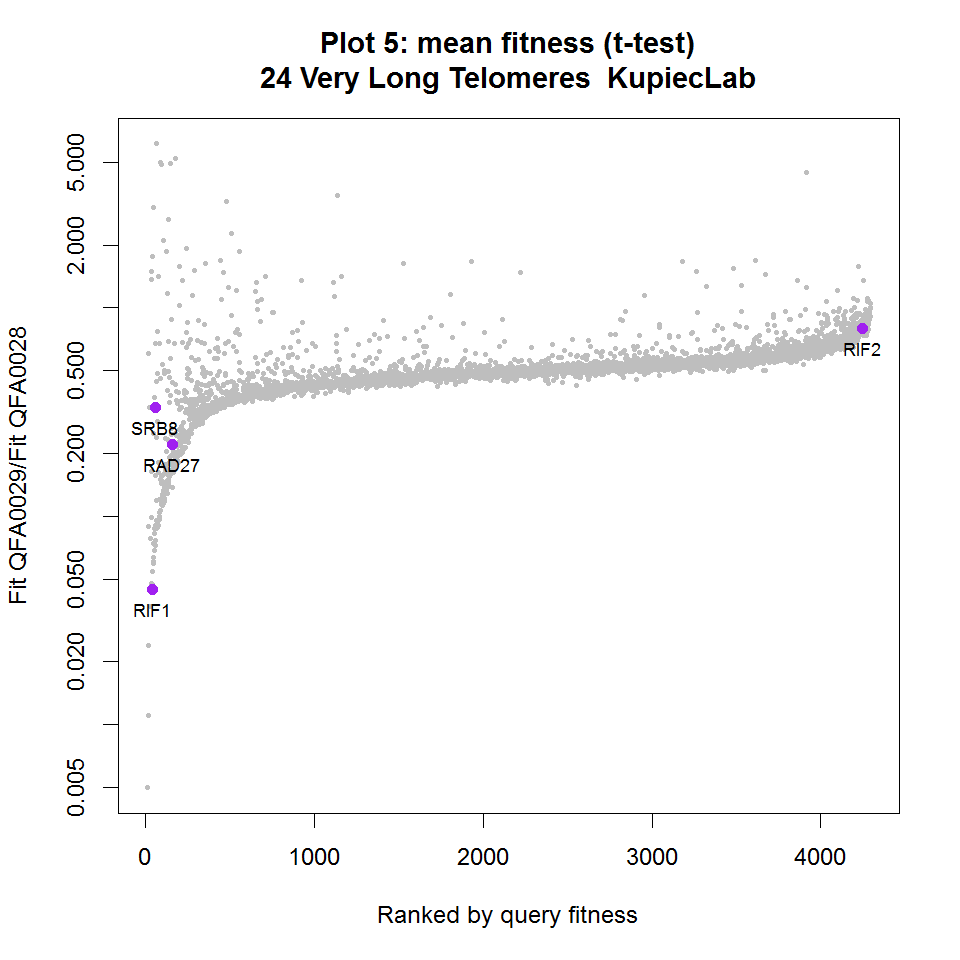 Plot 5: mean fitness (t-test)
24 Very Long Telomeres  KupiecLab
Fit QFA0029/Fit QFA0028
5.000
2.000
0.500
0.200
0.050
0.020
0.005
SRB8
RAD27
RIF1
RIF2
0
1000
2000
3000
4000
Ranked by query fitness